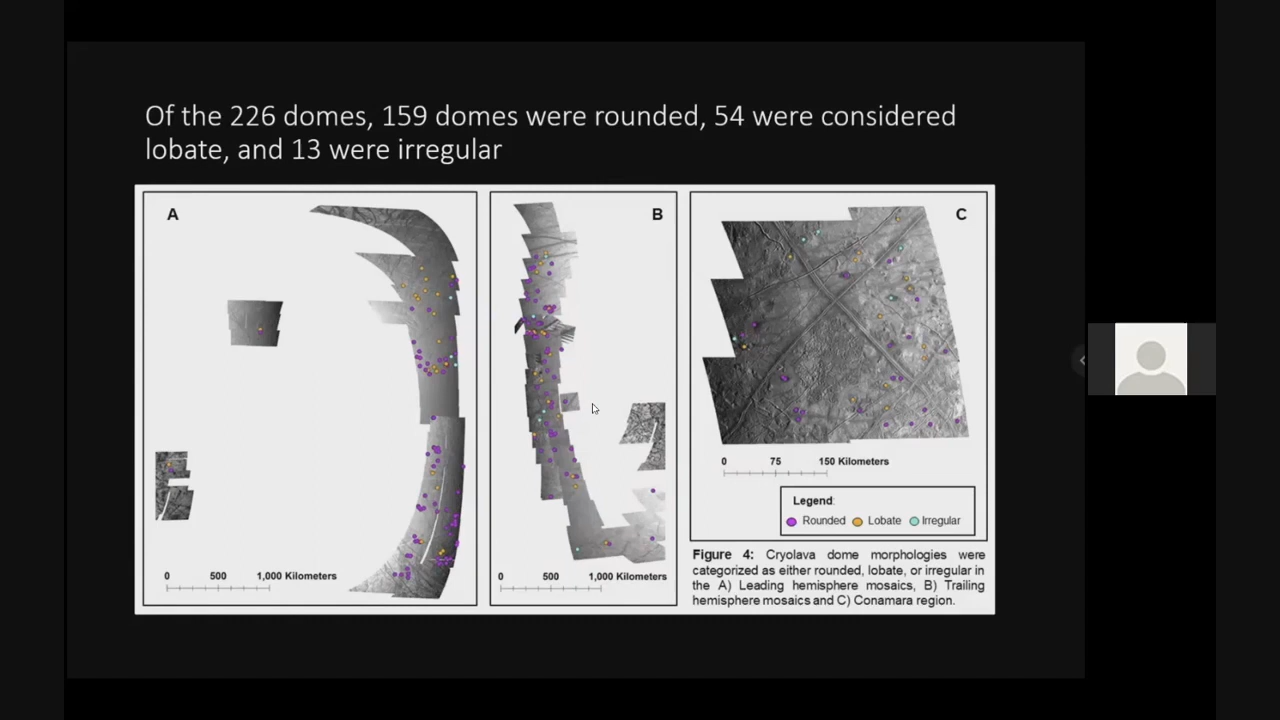 Of the 226 domes, 159 domes were rounded, 54 were considered
lobate, and 13 were irregular
A
B
C
0 500 1,000 Kilometers
0 500 1,000 Kilometers
0 75 150 Kilometers
Legend:
Rounded Lobate Irregular
Figure 4: Cryolava dome morphologies were
categorized as either rounded, lobate, or irregular in
the A) Leading hemisphere mosaics, B) Trailing
hemisphere mosaics and C) Conamara region.